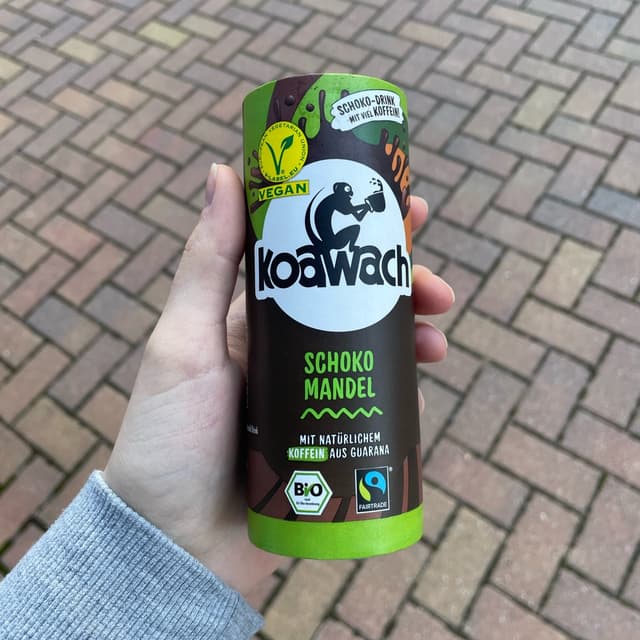 SCHOKO-DRINK
MIT VIEL KOFFEIN!
VEGAN
koawach
SCHOKO
MANDEL
MIT NATÜRLICHEM
KOFFEIN AUS GUARANA
BIO
FAIRTRADE